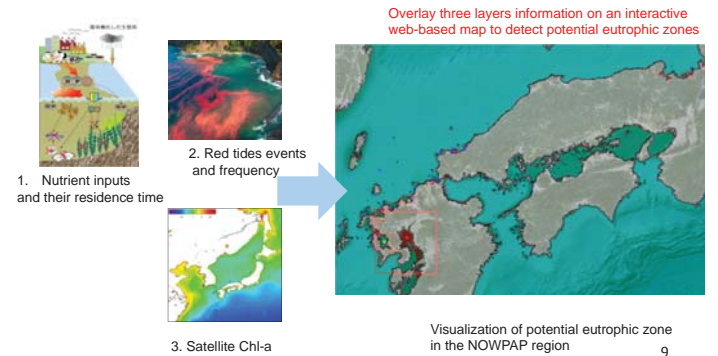 Overlay three layers information on an interactive
web-based map to detect potential eutrophic zones
1. Nutrient inputs
and their residence time
2. Red tides events
and frequency
3. Satellite Chl-a
Visualization of potential eutrophic zone
in the NOWPAP region
9